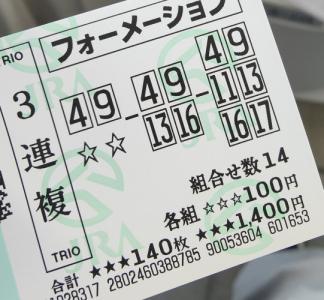 フォーメーション
TRIO
3連複
TRIO
4 9 - 4 9 - 4 9
13 16 11 13
☆☆ 16 17
組合せ数14
各組 ☆☆☆100円
合計 ★★★140枚 ★★★1,400円
2802460388785 90053604 601653
JRA